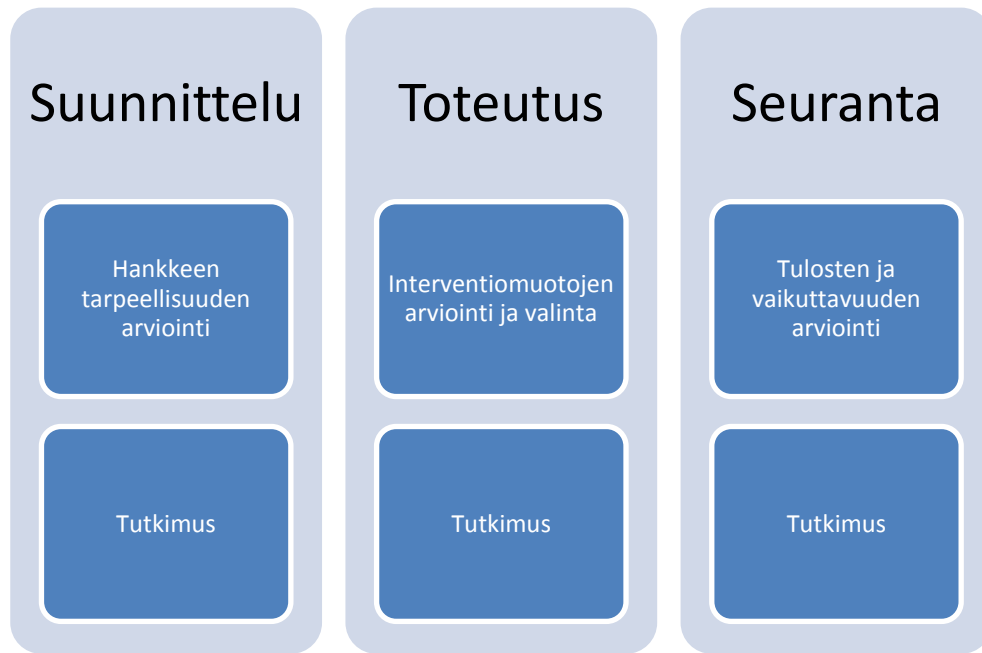 Suunnittelu
Hankkeen
tarpeellisuuden
arviointi
Tutkimus
Toteutus
Interventiomuotojen
arviointi ja valinta
Tutkimus
Seuranta
Tulosten ja
vaikuttavuuden
arviointi
Tutkimus